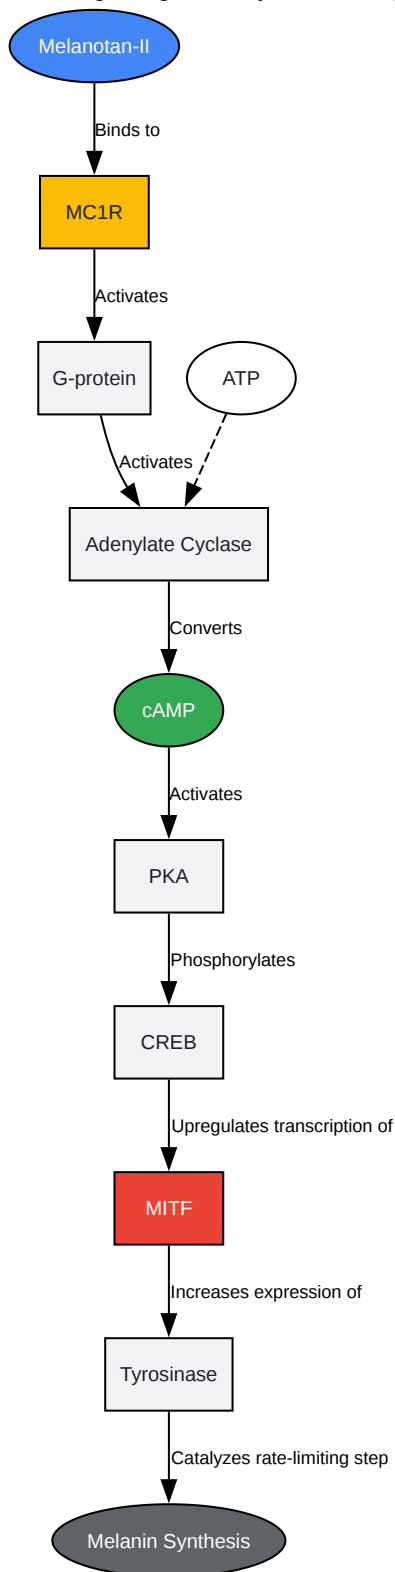 Melanotan-II
Binds to
MC1R
Activates
G-protein
ATP
Activates
Adenylate Cyclase
Converts
cAMP
Activates
PKA
Phosphorylates
CREB
Upregulates transcription of
MITF
Increases expression of
Tyrosinase
Catalyzes rate-limiting step
Melanin Synthesis